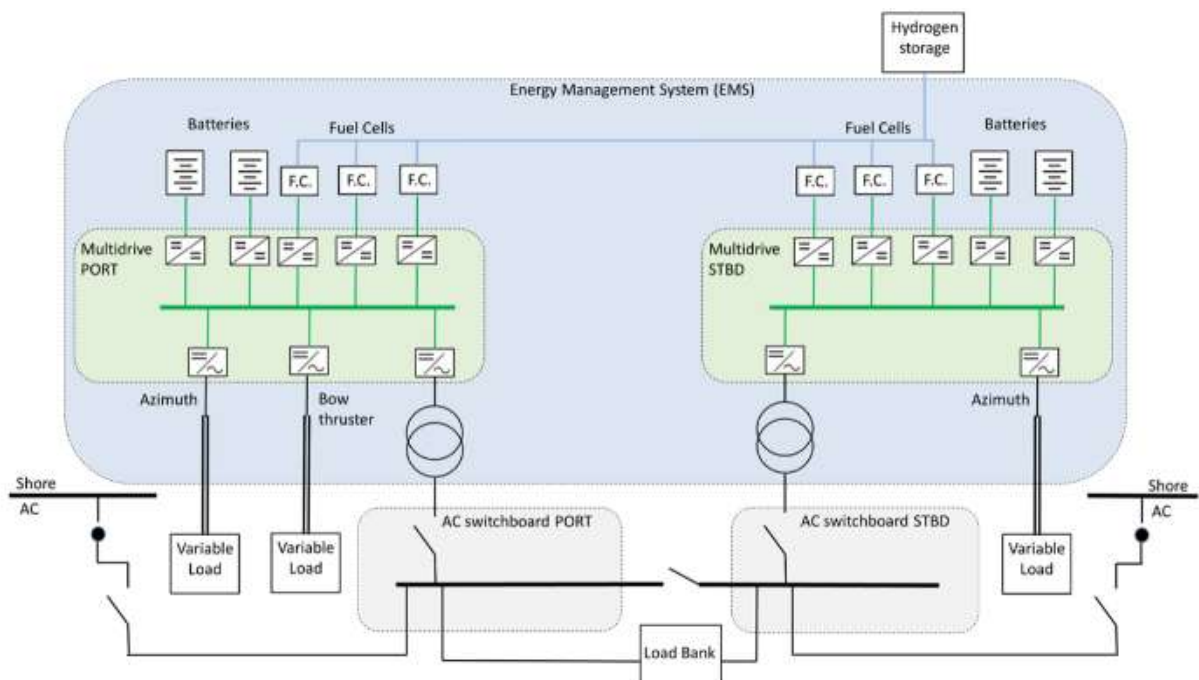 Hydrogen
storage
Energy Management System (EMS)
Batteries
Fuel Cells
Fuel Cells
Batteries
F.C.
F.C.
F.C.
F.C.
F.C.
F.C.
Multidrive
PORT
Multidrive
STBD
Azimuth
Bow
thruster
Azimuth
Shore
AC
Shore
AC
AC switchboard PORT
AC switchboard STBD
Variable
Load
Variable
Load
Variable
Load
Load Bank